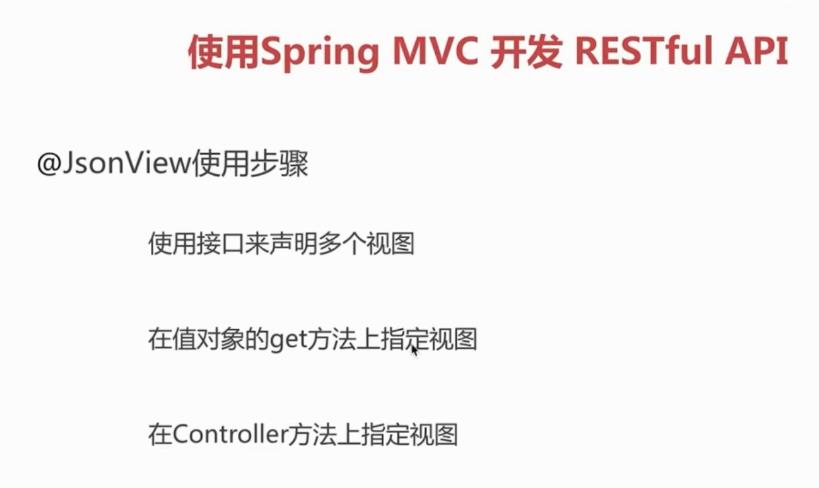 使用Spring MVC 开发 RESTful API
@JsonView使用步骤
使用接口来声明多个视图
在值对象的get方法上指定视图
在Controller方法上指定视图